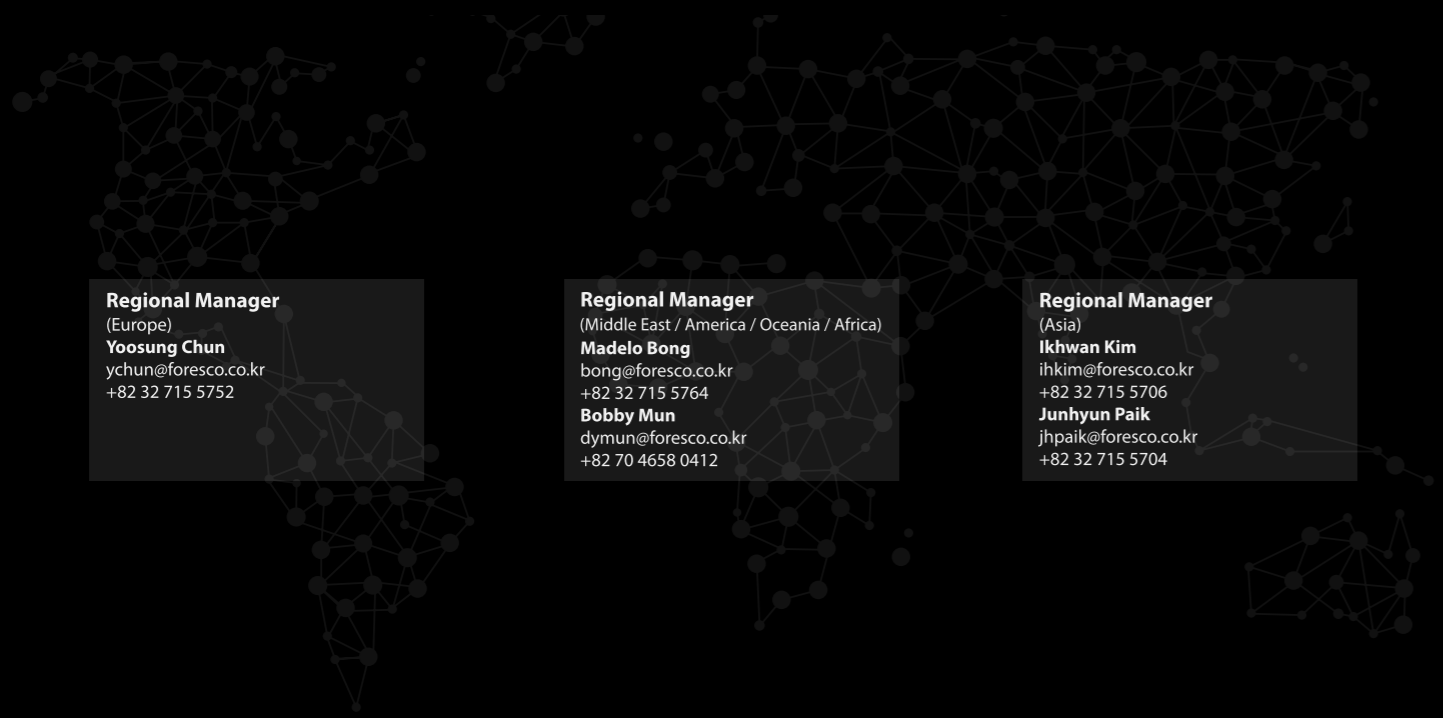 Regional Manager
(Europe)
Yoosung Chun
ychun@foresco.co.kr
+82 32 715 5752
Regional Manager
(Middle East / America / Oceania / Africa)
Madelo Bong
bong@foresco.co.kr
+82 32 715 5764
Bobby Mun
dymun@foresco.co.kr
+82 70 4658 0412
Regional Manager
(Asia)
Ikhwan Kim
ihkim@foresco.co.kr
+82 32 715 5706
Junhyun Paik
jhpaik@foresco.co.kr
+82 32 715 5704